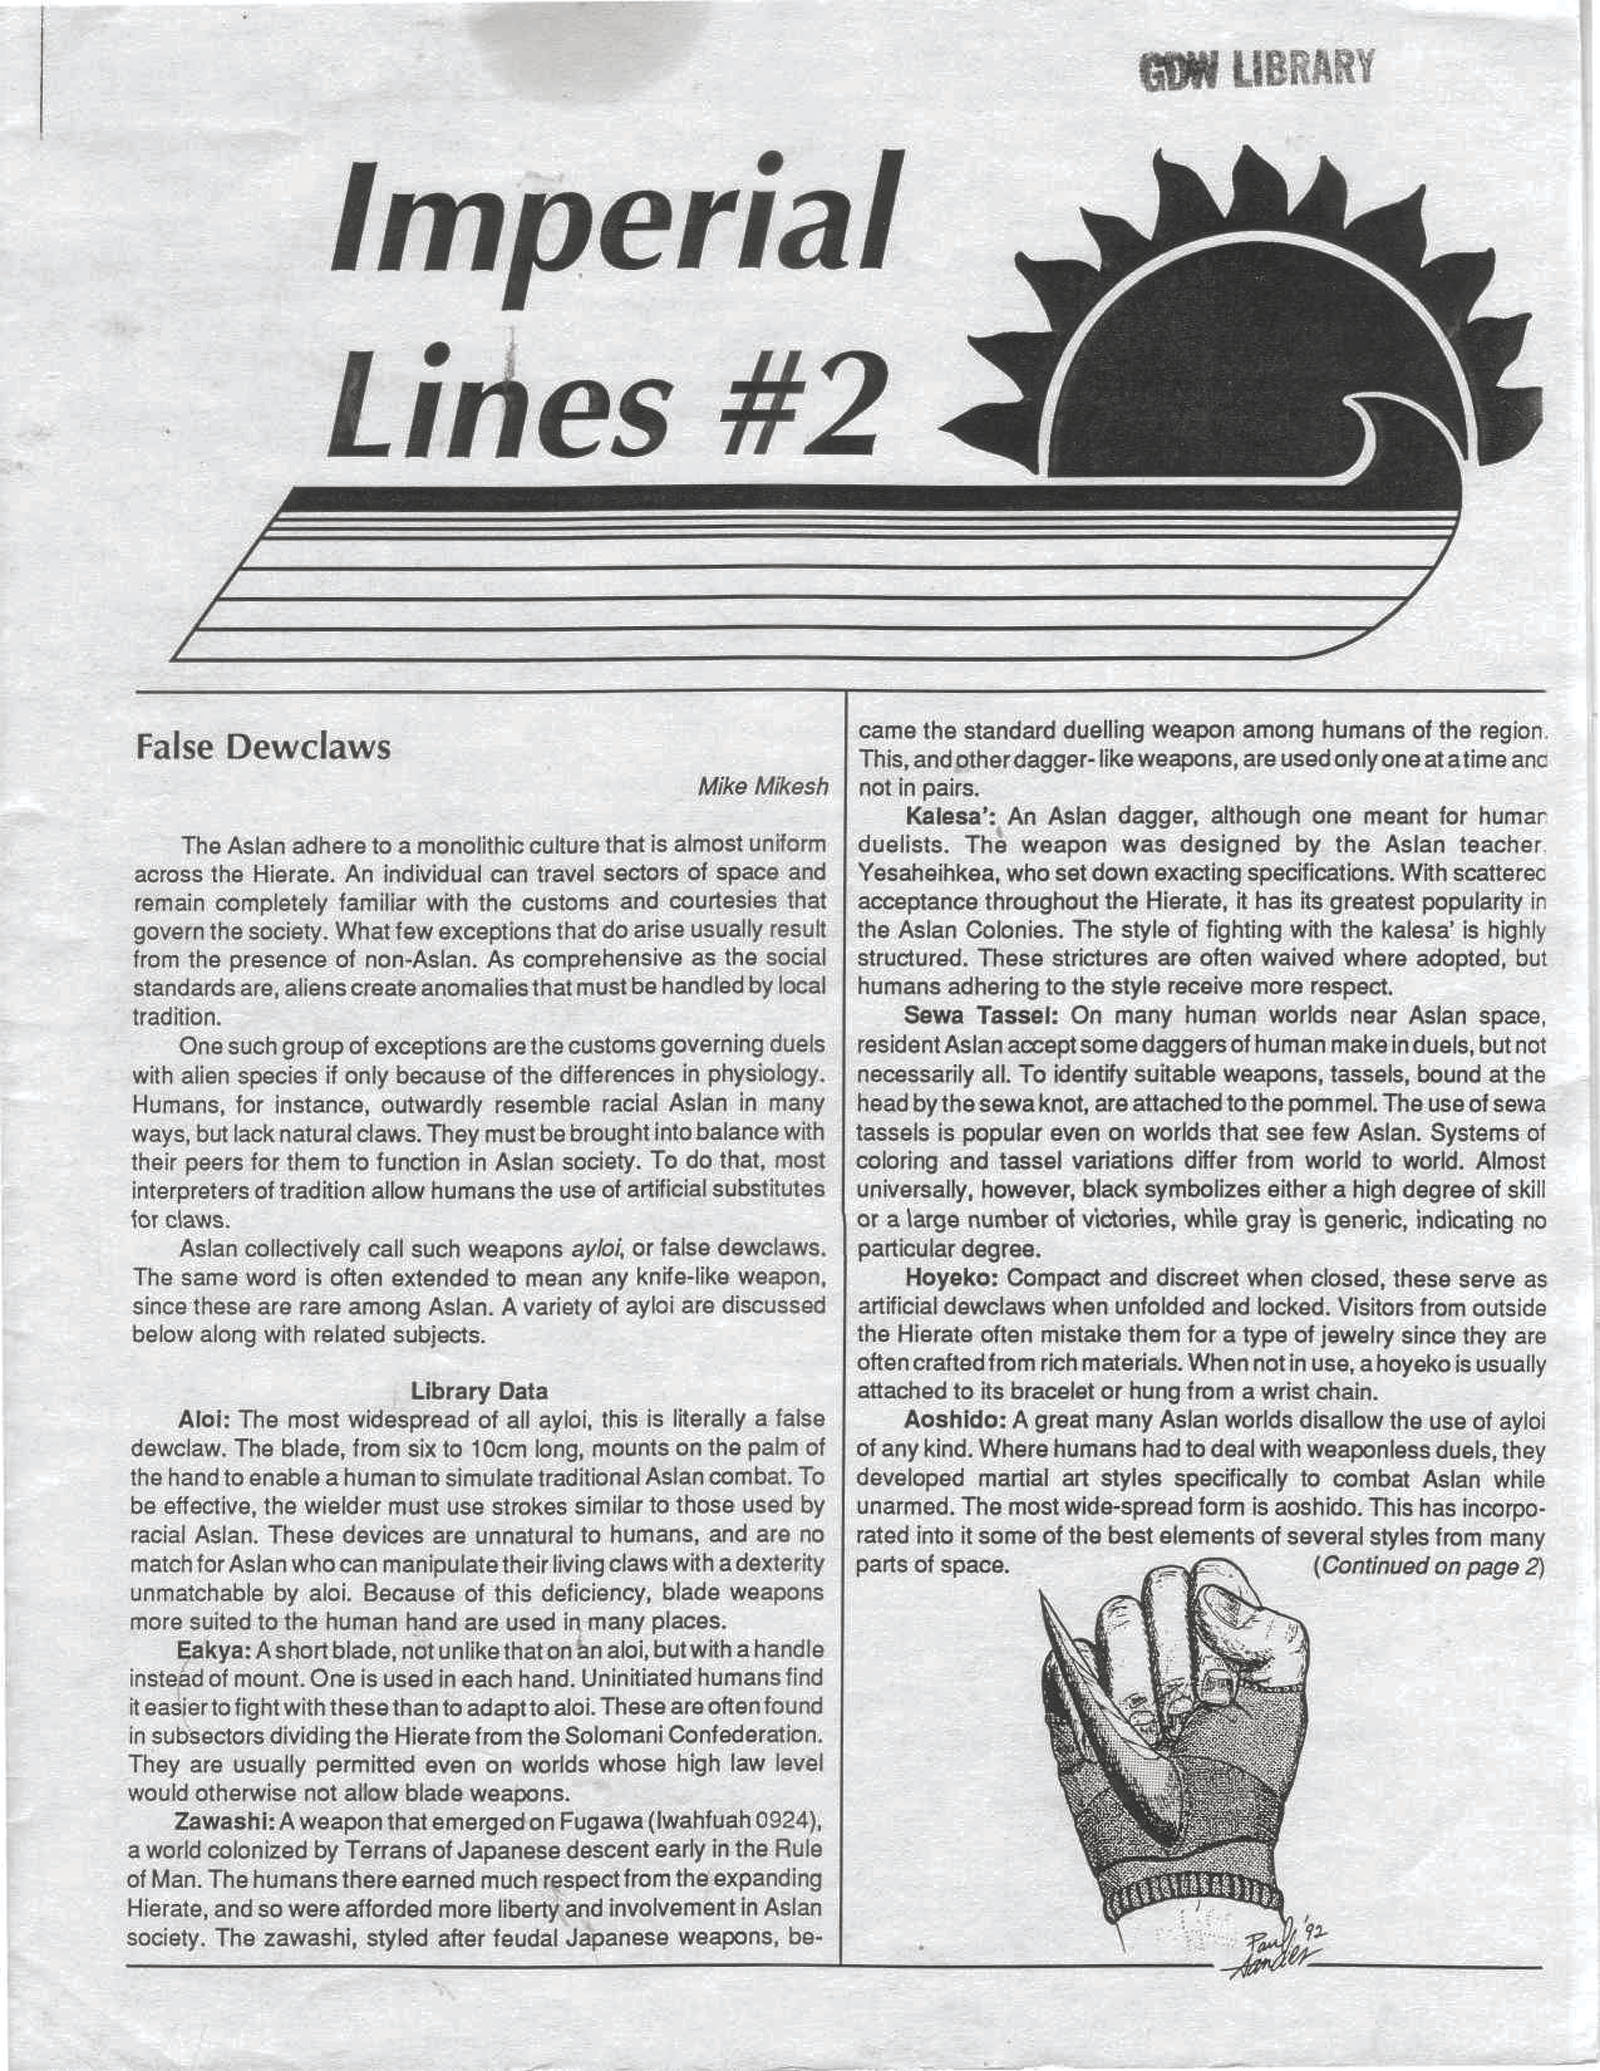 GDW LIBRARY
Imperial
Lines #2
False Dewclaws
Mike Mikesh
The Aslan adhere to a monolithic culture that is almost uniform
across the Hierate. An individual can travel sectors of space and
remain completely familiar with the customs and courtesies that
govern the society. What few exceptions that do arise usually result
from the presence of non-Aslan. As comprehensive as the social
standards are, aliens create anomalies that must be handled by local
tradition.
One such group of exceptions are the customs governing duels
with alien species if only because of the differences in physiology.
Humans, for instance, outwardly resemble racial Aslan in many
ways, but lack natural claws. They must be brought into balance with
their peers for them to function in Aslan society. To do that, most
interpreters of tradition allow humans the use of artificial substitutes
for claws.
Aslan collectively call such weapons ayloi, or false dewclaws.
The same word is often extended to mean any knife-like weapon,
since these are rare among Aslan. A variety of ayloi are discussed
below along with related subjects.
Library Data
Aloi: The most widespread of all ayloi, this is literally a false
dewclaw. The blade, from six to 10cm long, mounts on the palm of
the hand to enable a human to simulate traditional Aslan combat. To
be effective, the wielder must use strokes similar to those used by
racial Aslan. These devices are unnatural to humans, and are no
match for Aslan who can manipulate their living claws with a dexterity
unmatchable by aloi. Because of this deficiency, blade weapons
more suited to the human hand are used in many places.
Eakya: A short blade, not unlike that on an aloi, but with a handle
instead of mount. One is used in each hand. Uninitiated humans find
it easier to fight with these than to adapt to aloi. These are often found
in subsectors dividing the Hierate from the Solomani Confederation.
They are usually permitted even on worlds whose high law level
would otherwise not allow blade weapons.
Zawashi: A weapon that emerged on Fugawa (Iwahfuah 0924),
a world colonized by Terrans of Japanese descent early in the Rule
of Man. The humans there earned much respect from the expanding
Hierate, and so were afforded more liberty and involvement in Aslan
society. The zawashi, styled after feudal Japanese weapons, be-
came the standard duelling weapon among humans of the region.
This, and other dagger-like weapons, are used only one at a time and
not in pairs.
Kalesa': An Aslan dagger, although one meant for human
duelists. The weapon was designed by the Aslan teacher,
Yesaheihkea, who set down exacting specifications. With scattered
acceptance throughout the Hierate, it has its greatest popularity in
the Aslan Colonies. The style of fighting with the kalesa' is highly
structured. These strictures are often waived where adopted, but
humans adhering to the style receive more respect.
Sewa Tassel: On many human worlds near Aslan space,
resident Aslan accept some daggers of human make in duels, but not
necessarily all. To identify suitable weapons, tassels, bound at the
head by the sewa knot, are attached to the pommel. The use of sewa
tassels is popular even on worlds that see few Aslan. Systems of
coloring and tassel variations differ from world to world. Almost
universally, however, black symbolizes either a high degree of skill
or a large number of victories, while gray is generic, indicating no
particular degree.
Hoyeko: Compact and discreet when closed, these serve as
artificial dewclaws when unfolded and locked. Visitors from outside
the Hierate often mistake them for a type of jewelry since they are
often crafted from rich materials. When not in use, a hoyeko is usually
attached to its bracelet or hung from a wrist chain.
Aoshido: A great many Aslan worlds disallow the use of ayloi
of any kind. Where humans had to deal with weaponless duels, they
developed martial art styles specifically to combat Aslan while
unarmed. The most wide-spread form is aoshido. This has incorpo-
rated into it some of the best elements of several styles from many
parts of space. (Continued on page 2)
Paul '92
Sanders